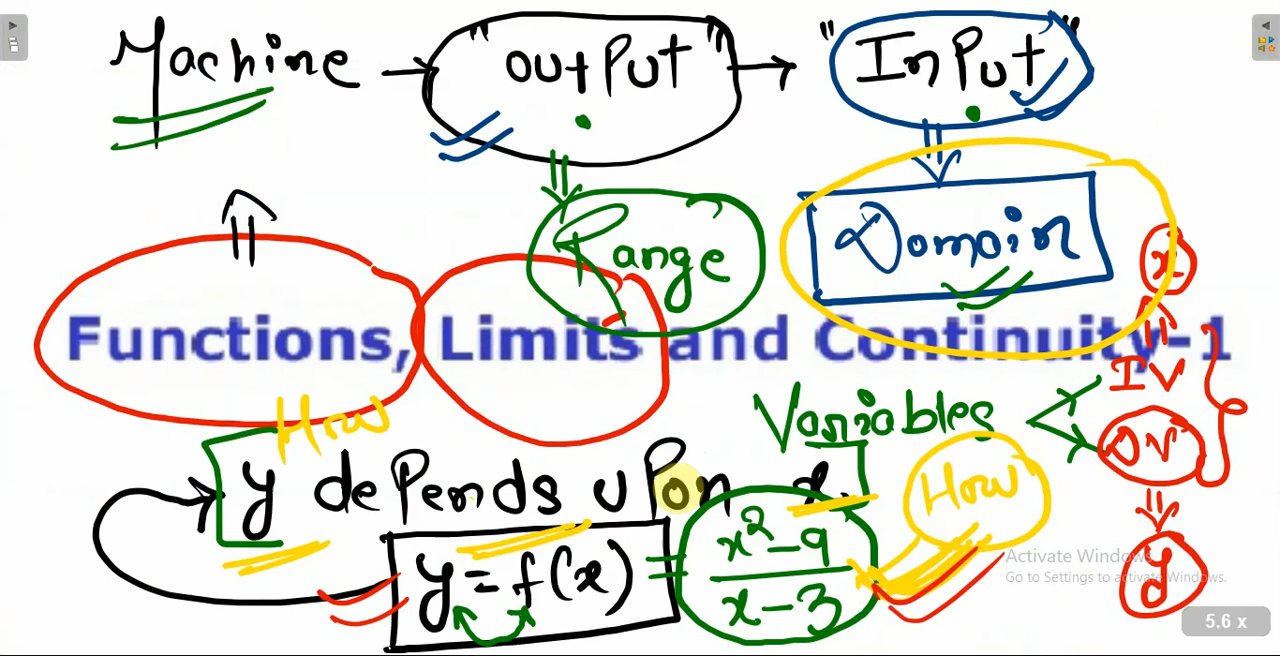 Machine → "OutPut" → "InPut"
Range
Domain
x
Functions, Limits and Continuity-1
IV
How
Variables
DV
y depends uPon x.
How
y = f(x) = x² - 9 / x - 3
y
Activate Windows
Go to Settings to activate Windows.
5.6 x